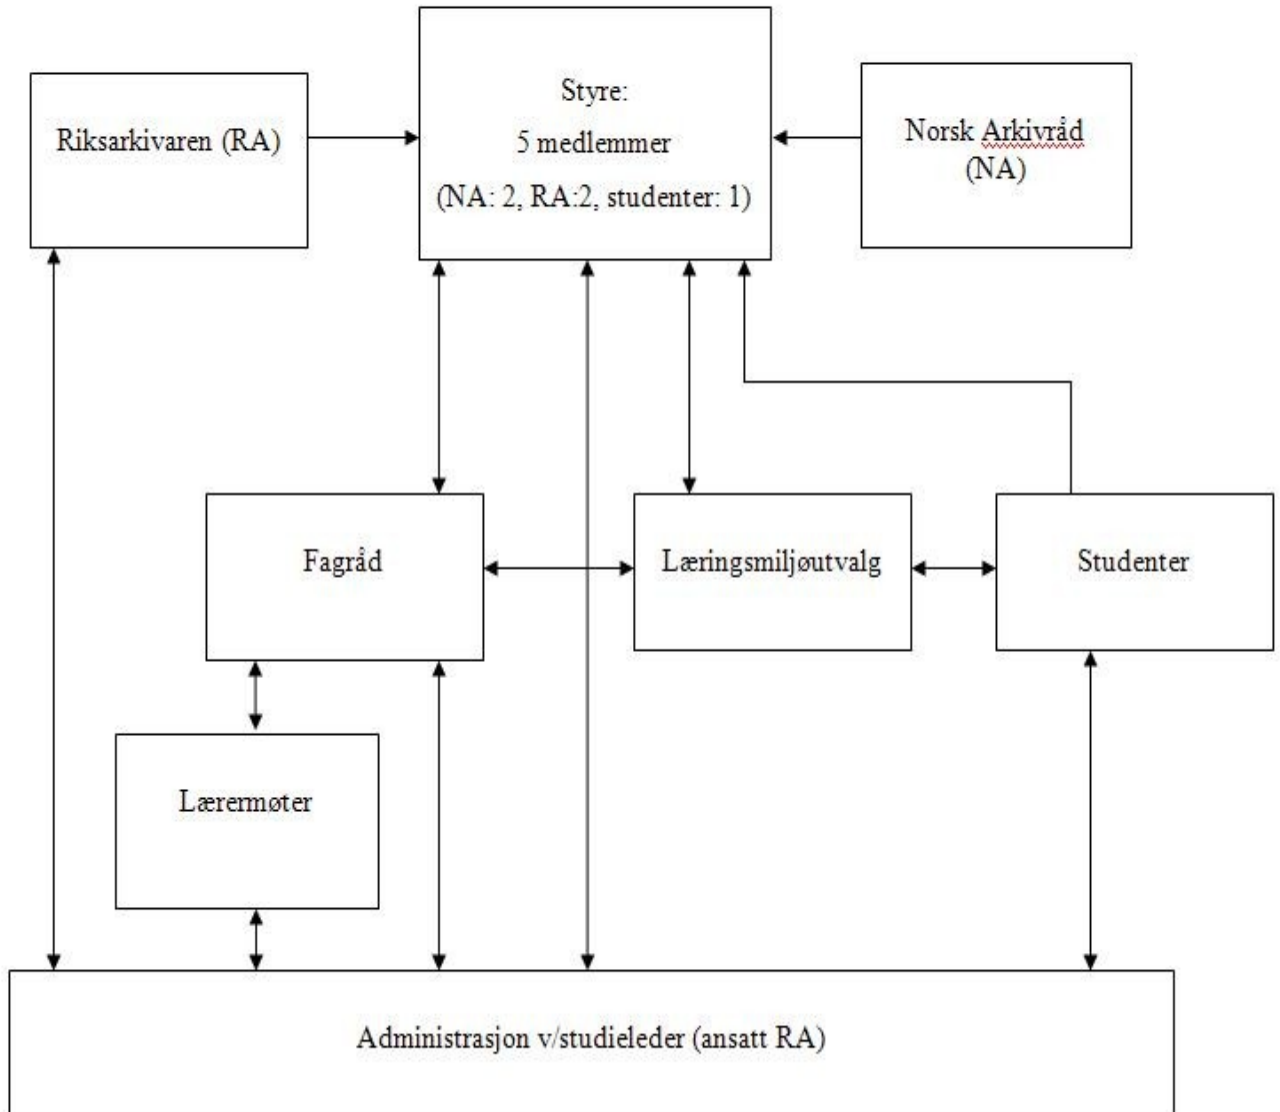 Riksarkivaren (RA)
Styre:
5 medlemmer
(NA: 2, RA:2, studenter: 1)
Norsk Arkivråd
(NA)
Fagråd
Læringsmiljøutvalg
Studenter
Lærermøter
Administrasjon v/studieleder (ansatt RA)